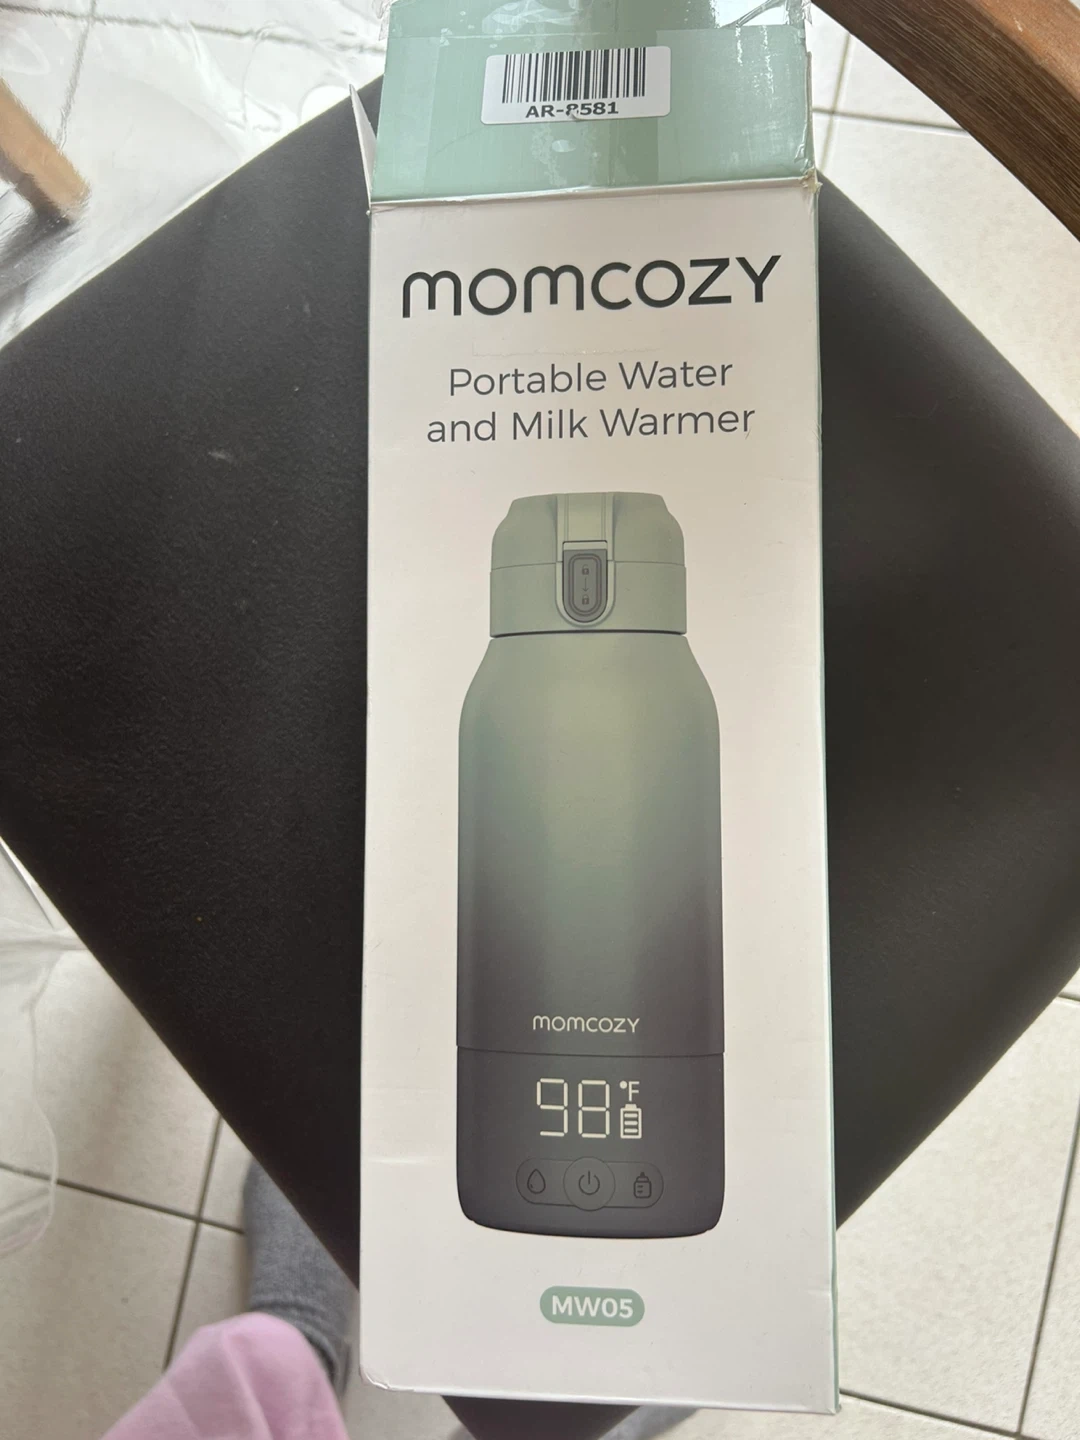 AR-8581
momcozy
Portable Water
and Milk Warmer
momcozy
98 °F
MW05